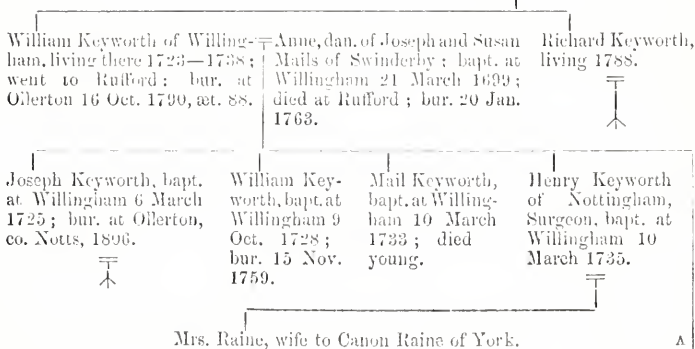 William Keyworth of Willing-
ham, living there 1723—1738;
went to Rufford; bur. at
Ollerton 16 Oct. 1790, æt. 88.
Anne, dan. of Joseph and Susan
Mails of Swinderby; bapt. at
Willingham 21 March 1699;
died at Rufford; bur. 20 Jan.
1763.
Richard Keyworth,
living 1788.
Joseph Keyworth, bapt.
at Willingham 6 March
1725; bur. at Ollerton,
co. Notts, 1896.
William Key-
worth, bapt. at
Willingham 9
Oct. 1728;
bur. 15 Nov.
1759.
Mail Keyworth,
bapt. at Willing-
ham 10 March
1733; died
young.
Henry Keyworth
of Nottingham,
Surgeon, bapt. at
Willingham 10
March 1735.
Mrs. Raine, wife to Canon Raine of York.
A